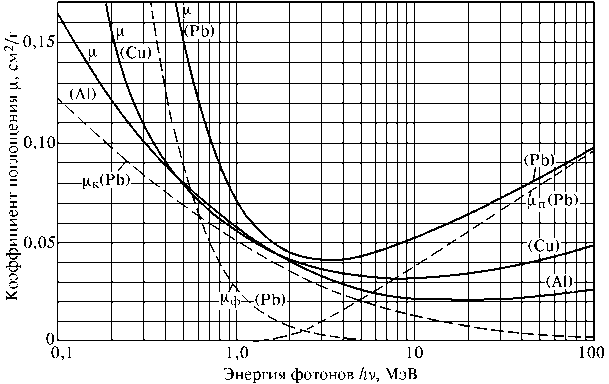 Коэффициент поглощения μ, см²/г
0,15
0,10
0,05
0
μ
(Al)
μ
(Cu)
μ
(Pb)
μк(Pb)
μф (Pb)
(Pb)
μп(Pb)
(Cu)
(Al)
0,1
1,0
10
100
Энергия фотонов hν, МэВ